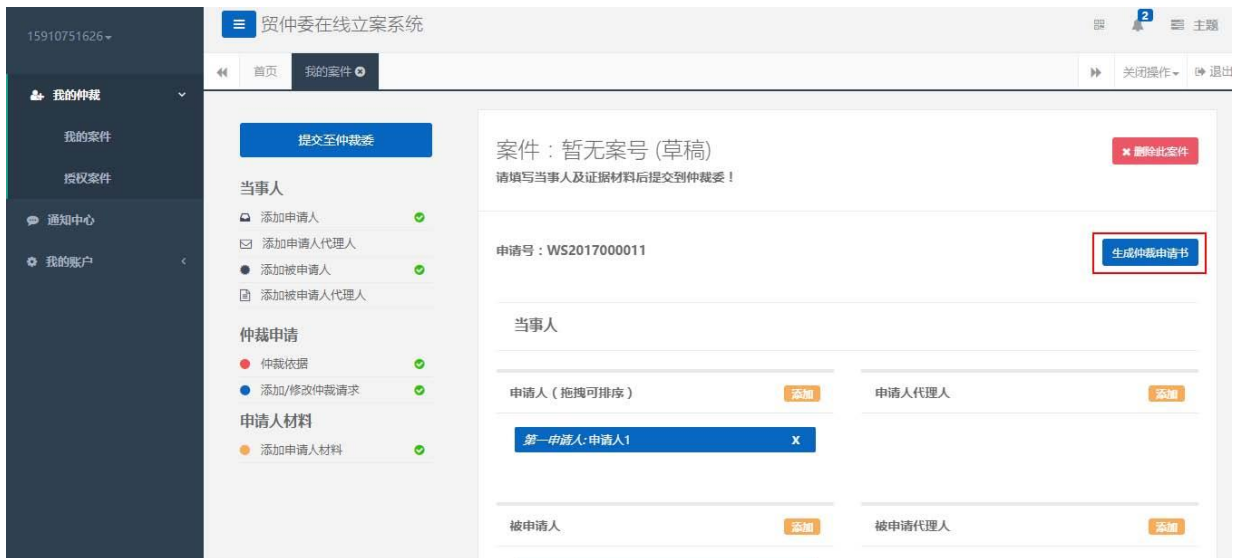 15910751626
贸仲委在线立案系统
2
主题
首页
我的案件
关闭操作
退出
我的仲裁
我的案件
授权案件
通知中心
我的账户
提交至仲裁委
当事人
添加申请人
添加申请人代理人
添加被申请人
添加被申请人代理人
仲裁申请
仲裁依据
添加/修改仲裁请求
申请人材料
添加申请人材料
案件：暂无案号 (草稿)
删除此案件
请填写当事人及证据材料后提交到仲裁委！
申请号：WS2017000011
生成仲裁申请书
当事人
申请人（拖拽可排序）
添加
申请人代理人
添加
第一申请人:申请人1
X
被申请人
添加
被申请代理人
添加